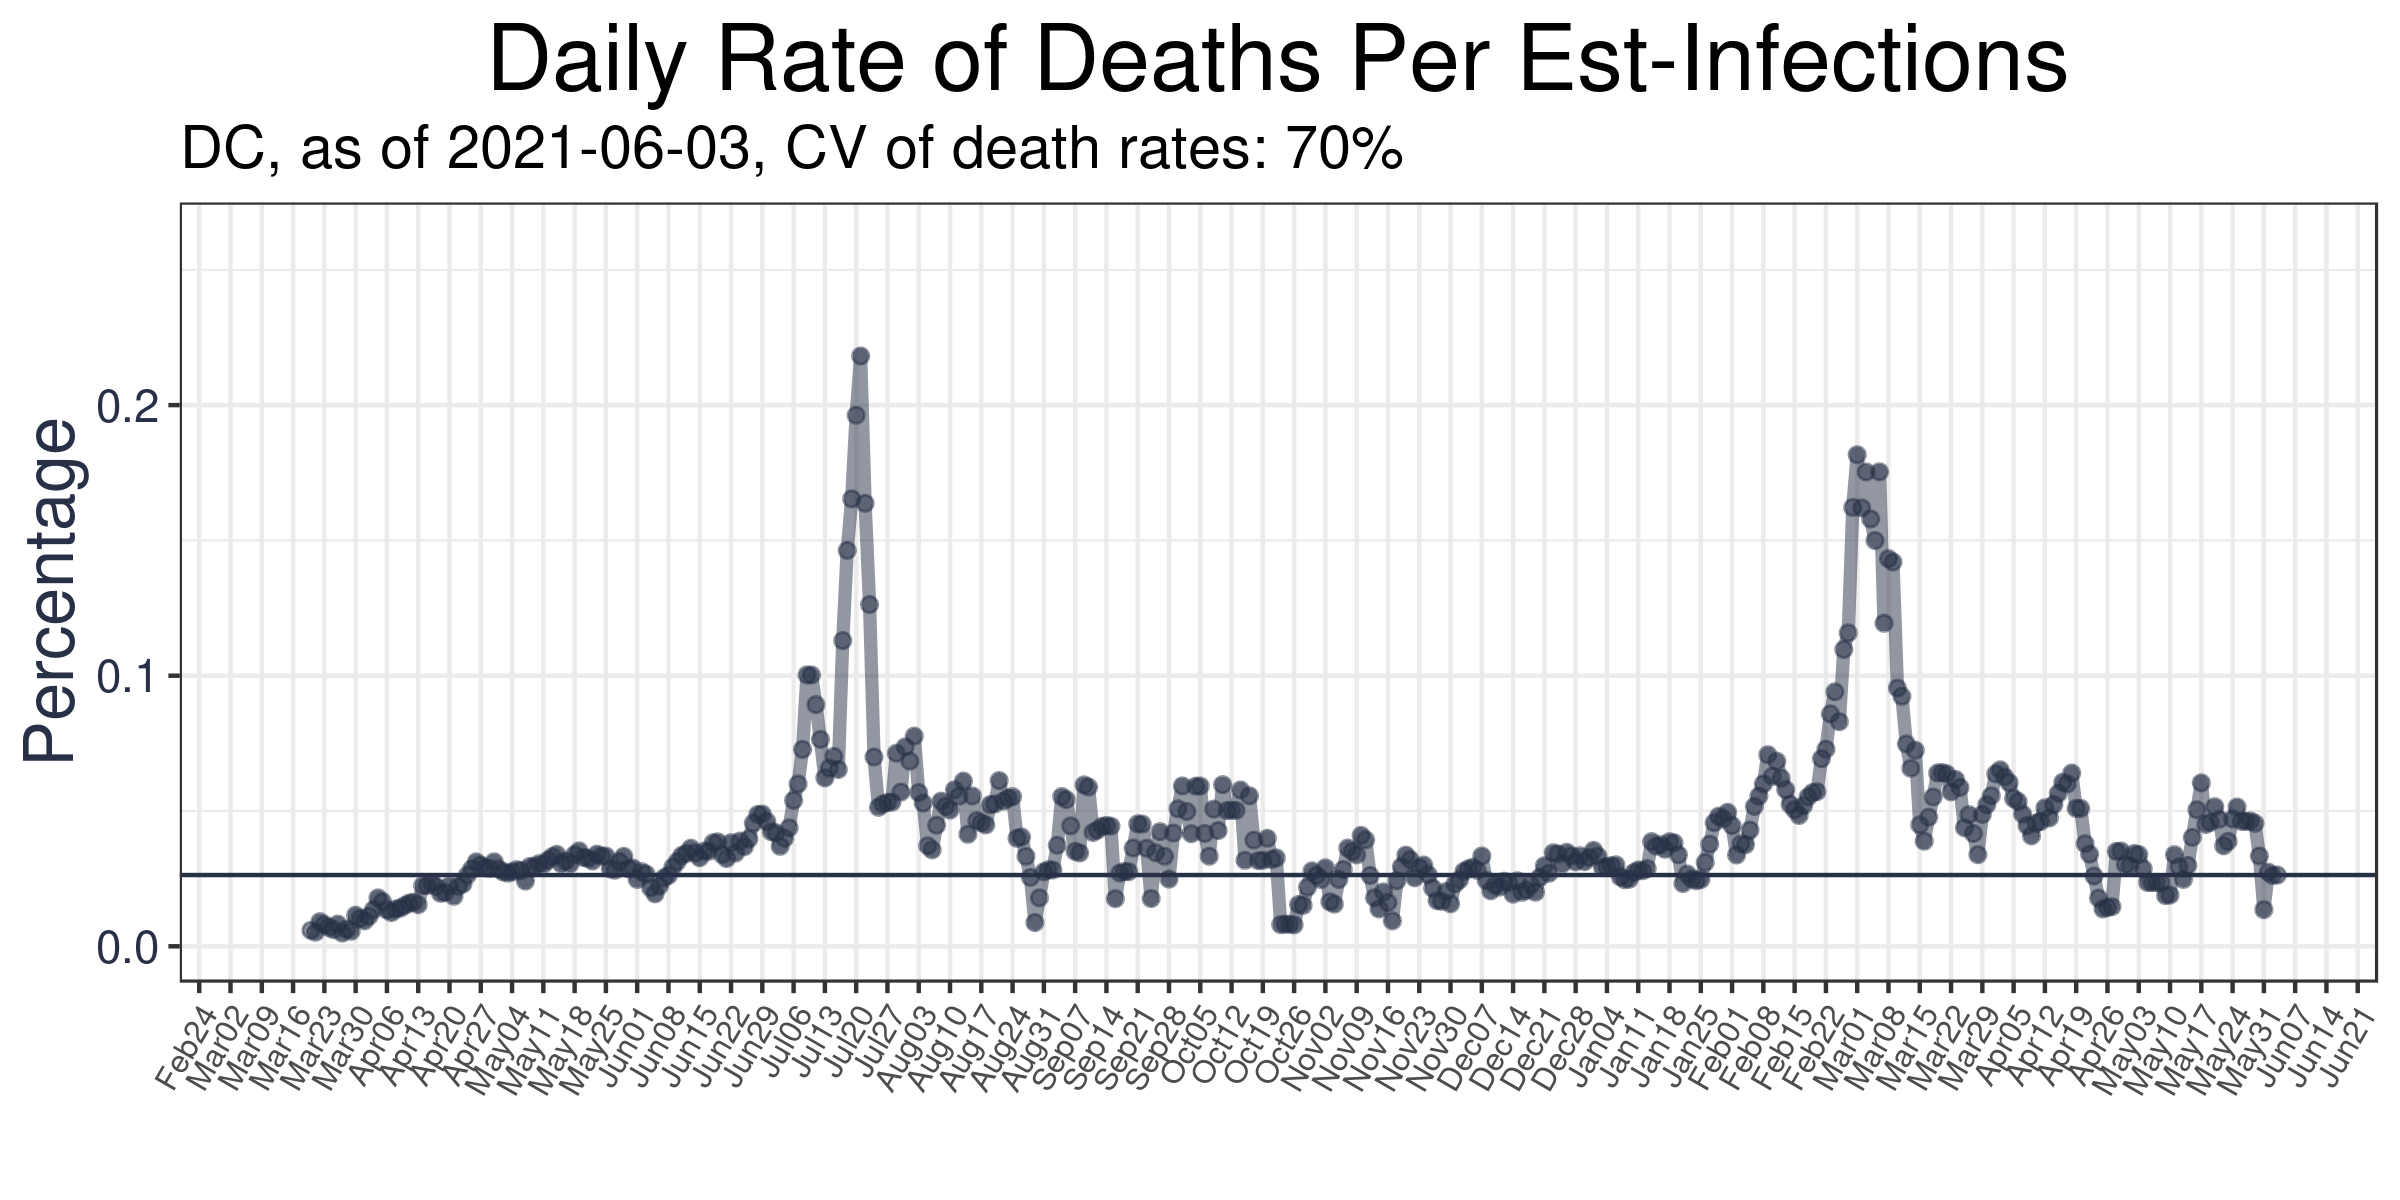 Daily Rate of Deaths Per Est-Infections
DC, as of 2021-06-03, CV of death rates: 70%
Percentage
0.2
0.1
0.0
Feb24
Mar02
Mar09
Mar16
Mar23
Mar30
Apr06
Apr13
Apr20
Apr27
May04
May11
May18
May25
Jun01
Jun08
Jun15
Jun22
Jun29
Jul06
Jul13
Jul20
Jul27
Aug03
Aug10
Aug17
Aug24
Aug31
Sep07
Sep14
Sep21
Sep28
Oct05
Oct12
Oct19
Oct26
Nov02
Nov09
Nov16
Nov23
Nov30
Dec07
Dec14
Dec21
Dec28
Jan04
Jan11
Jan18
Jan25
Feb01
Feb08
Feb15
Feb22
Mar01
Mar08
Mar15
Mar22
Mar29
Apr05
Apr12
Apr19
Apr26
May03
May10
May17
May24
May31
Jun07
Jun14
Jun21